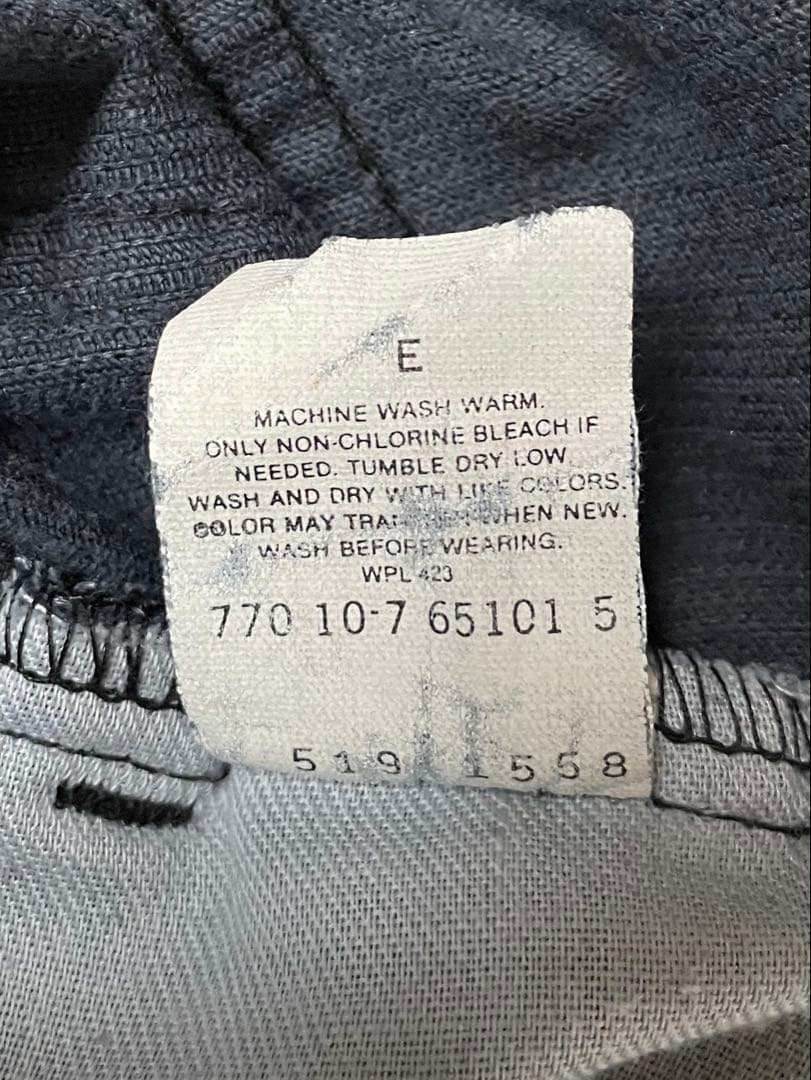 E
MACHINE WASH WARM.
ONLY NON-CHLORINE BLEACH IF
NEEDED. TUMBLE DRY LOW
WASH AND DRY WITH LIKE COLORS.
COLOR MAY WHEN NEW.
WASH BEFORE WEARING.
WPL 423
770 10-7 65101 5
519 1558